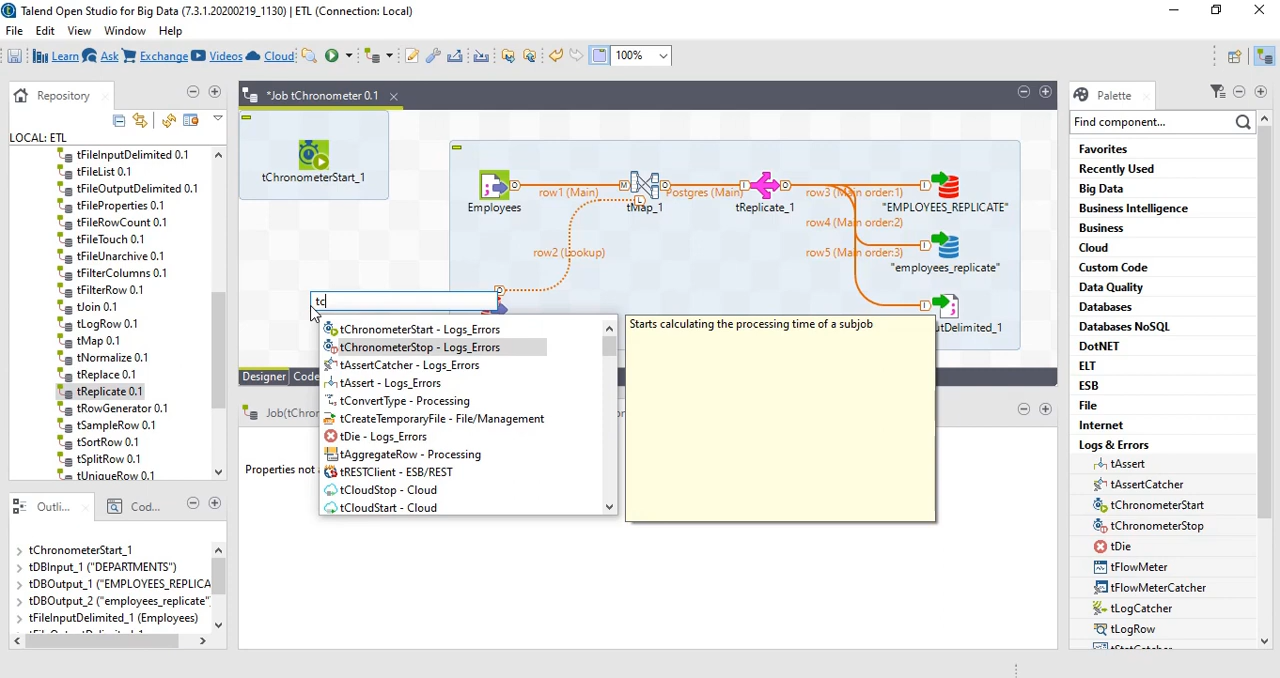 Talend Open Studio for Big Data (7.3.1.20200219_1130) | ETL (Connection: Local)
File Edit View Window Help
Learn Ask Exchange Videos Cloud 100%
Repository
LOCAL: ETL
tFileInputDelimited 0.1
tFileList 0.1
tFileOutputDelimited 0.1
tFileProperties 0.1
tFileRowCount 0.1
tFileTouch 0.1
tFileUnarchive 0.1
tFilterColumns 0.1
tFilterRow 0.1
tJoin 0.1
tLogRow 0.1
tMap 0.1
tNormalize 0.1
tReplace 0.1
tReplicate 0.1
tRowGenerator 0.1
tSampleRow 0.1
tSortRow 0.1
tSplitRow 0.1
tUniqueRow 0.1
Outli... Cod...
tChronometerStart_1
tDBInput_1 ("DEPARTMENTS")
tDBOutput_1 ("EMPLOYEES_REPLICA
tDBOutput_2 ("employees_replicate"
tFileInputDelimited_1 (Employees)
*Job tChronometer 0.1
tChronometerStart_1
Employees
row1 (Main)
tMap_1
Postgres (Main)
tReplicate_1
row3 (Main order:1)
"EMPLOYEES_REPLICATE"
row4 (Main order:2)
row2 (Lookup)
row5 (Main order:3)
"employees_replicate"
utDelimited_1
tc
tChronometerStart - Logs_Errors
tChronometerStop - Logs_Errors
tAssertCatcher - Logs_Errors
tAssert - Logs_Errors
tConvertType - Processing
tCreateTemporaryFile - File/Management
tDie - Logs_Errors
tAggregateRow - Processing
tRESTClient - ESB/REST
tCloudStop - Cloud
tCloudStart - Cloud
Starts calculating the processing time of a subjob
Designer Code
Job(tChron
Properties not a
Palette
Find component...
Favorites
Recently Used
Big Data
Business Intelligence
Business
Cloud
Custom Code
Data Quality
Databases
Databases NoSQL
DotNET
ELT
ESB
File
Internet
Logs & Errors
tAssert
tAssertCatcher
tChronometerStart
tChronometerStop
tDie
tFlowMeter
tFlowMeterCatcher
tLogCatcher
tLogRow
tStatCatcher